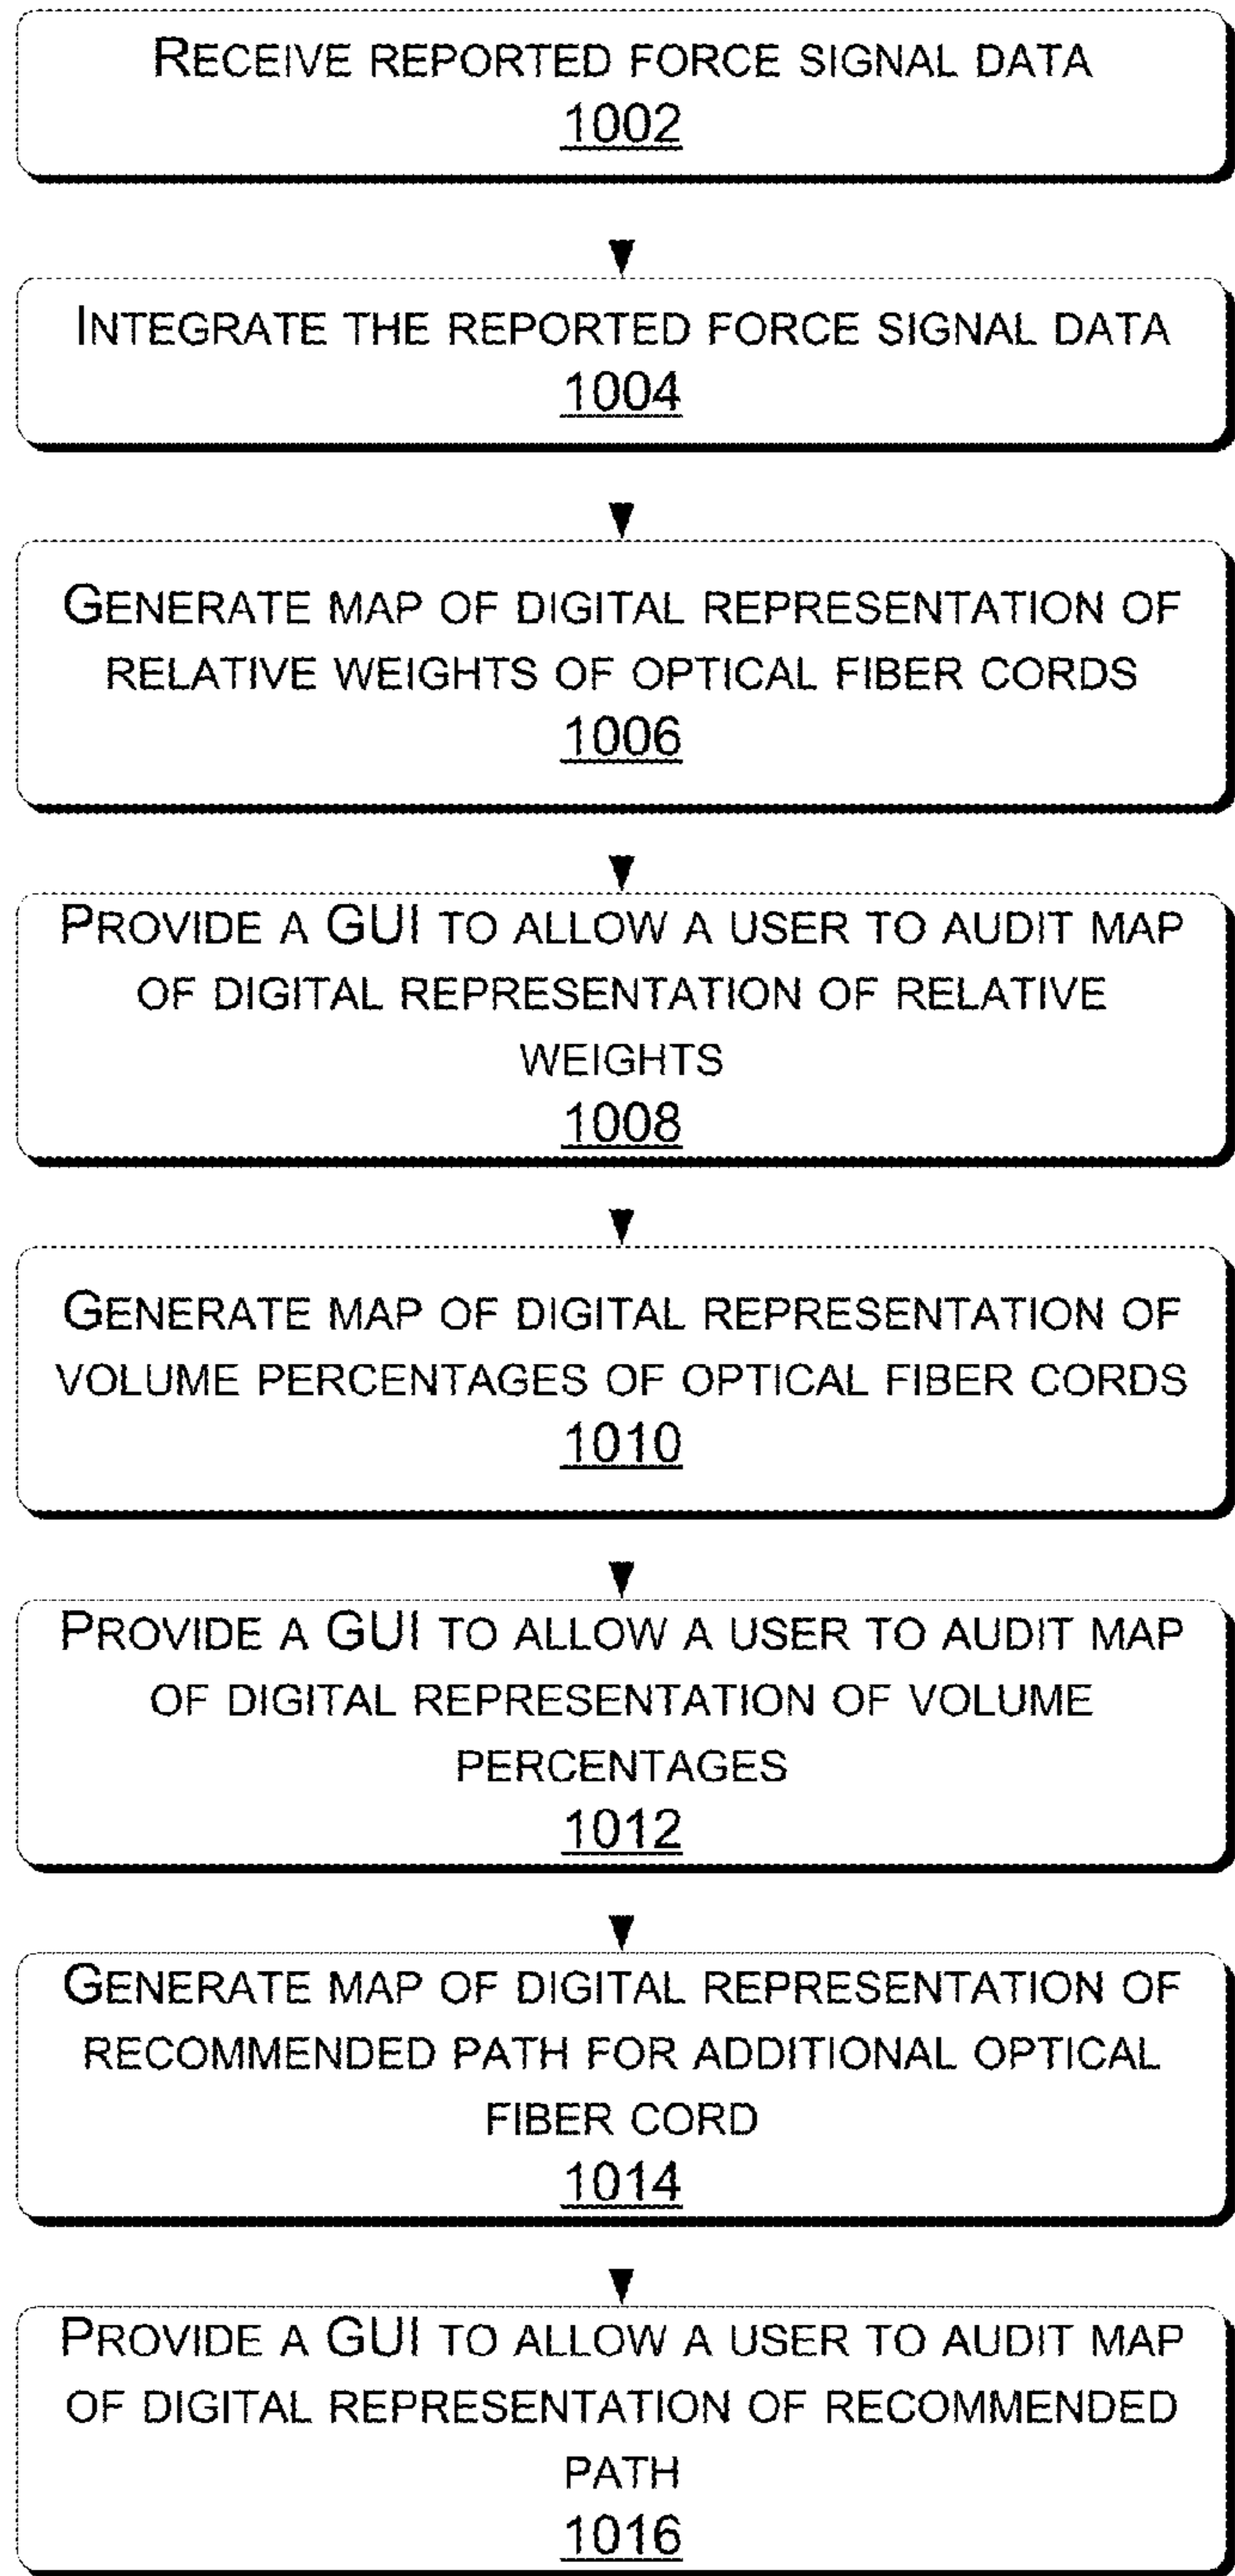 RECEIVE REPORTED FORCE SIGNAL DATA
1002
INTEGRATE THE REPORTED FORCE SIGNAL DATA
1004
GENERATE MAP OF DIGITAL REPRESENTATION OF
RELATIVE WEIGHTS OF OPTICAL FIBER CORDS
1006
PROVIDE A GUI TO ALLOW A USER TO AUDIT MAP
OF DIGITAL REPRESENTATION OF RELATIVE
WEIGHTS
1008
GENERATE MAP OF DIGITAL REPRESENTATION OF
VOLUME PERCENTAGES OF OPTICAL FIBER CORDS
1010
PROVIDE A GUI TO ALLOW A USER TO AUDIT MAP
OF DIGITAL REPRESENTATION OF VOLUME
PERCENTAGES
1012
GENERATE MAP OF DIGITAL REPRESENTATION OF
RECOMMENDED PATH FOR ADDITIONAL OPTICAL
FIBER CORD
1014
PROVIDE A GUI TO ALLOW A USER TO AUDIT MAP
OF DIGITAL REPRESENTATION OF RECOMMENDED
PATH
1016